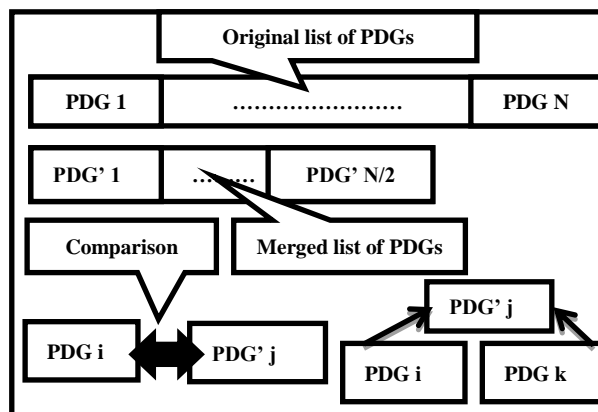 Original list of PDGs
PDG 1 ........................ PDG N
PDG’ 1 ......... PDG’ N/2
Comparison
Merged list of PDGs
PDG’ j
PDG i
PDG’ j
PDG i
PDG k